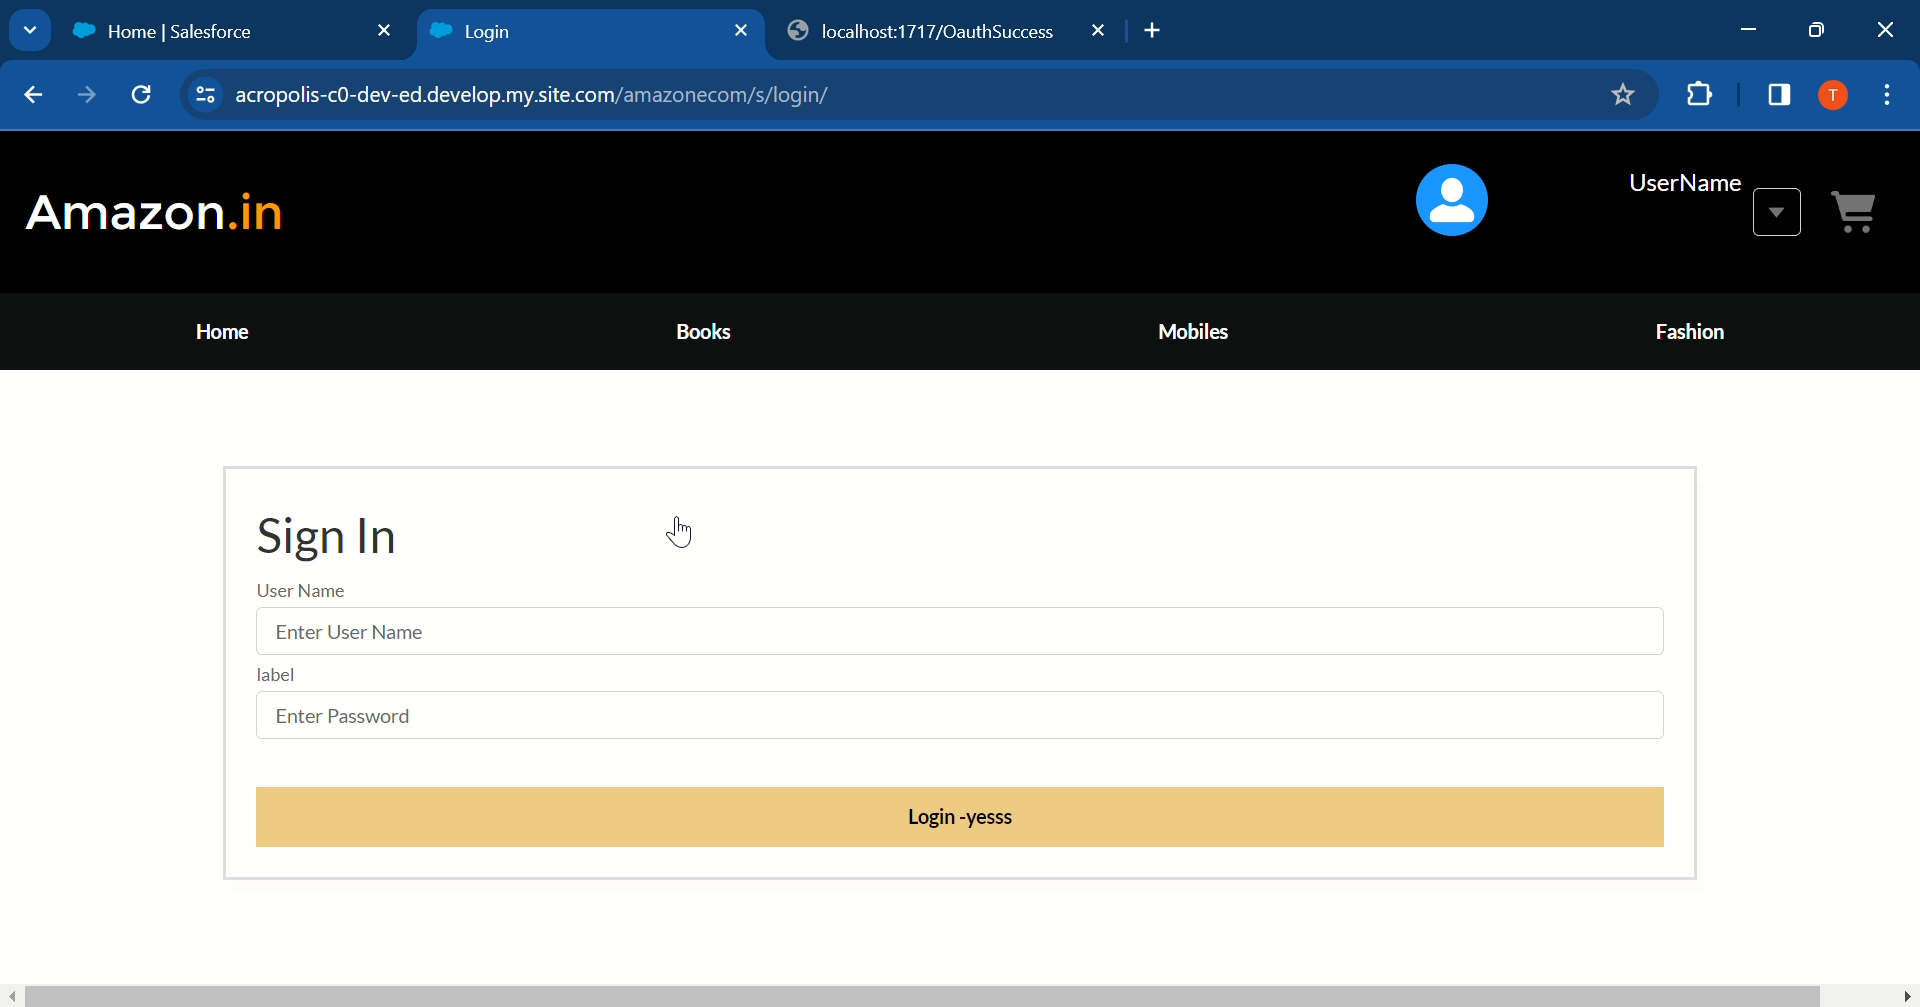 Home | Salesforce
Login
localhost:1717/OauthSuccess
acropolis-c0-dev-ed.develop.my.site.com/amazonecom/s/login/
T
Amazon.in
UserName
Home
Books
Mobiles
Fashion
Sign In
User Name
Enter User Name
label
Enter Password
Login -yesss